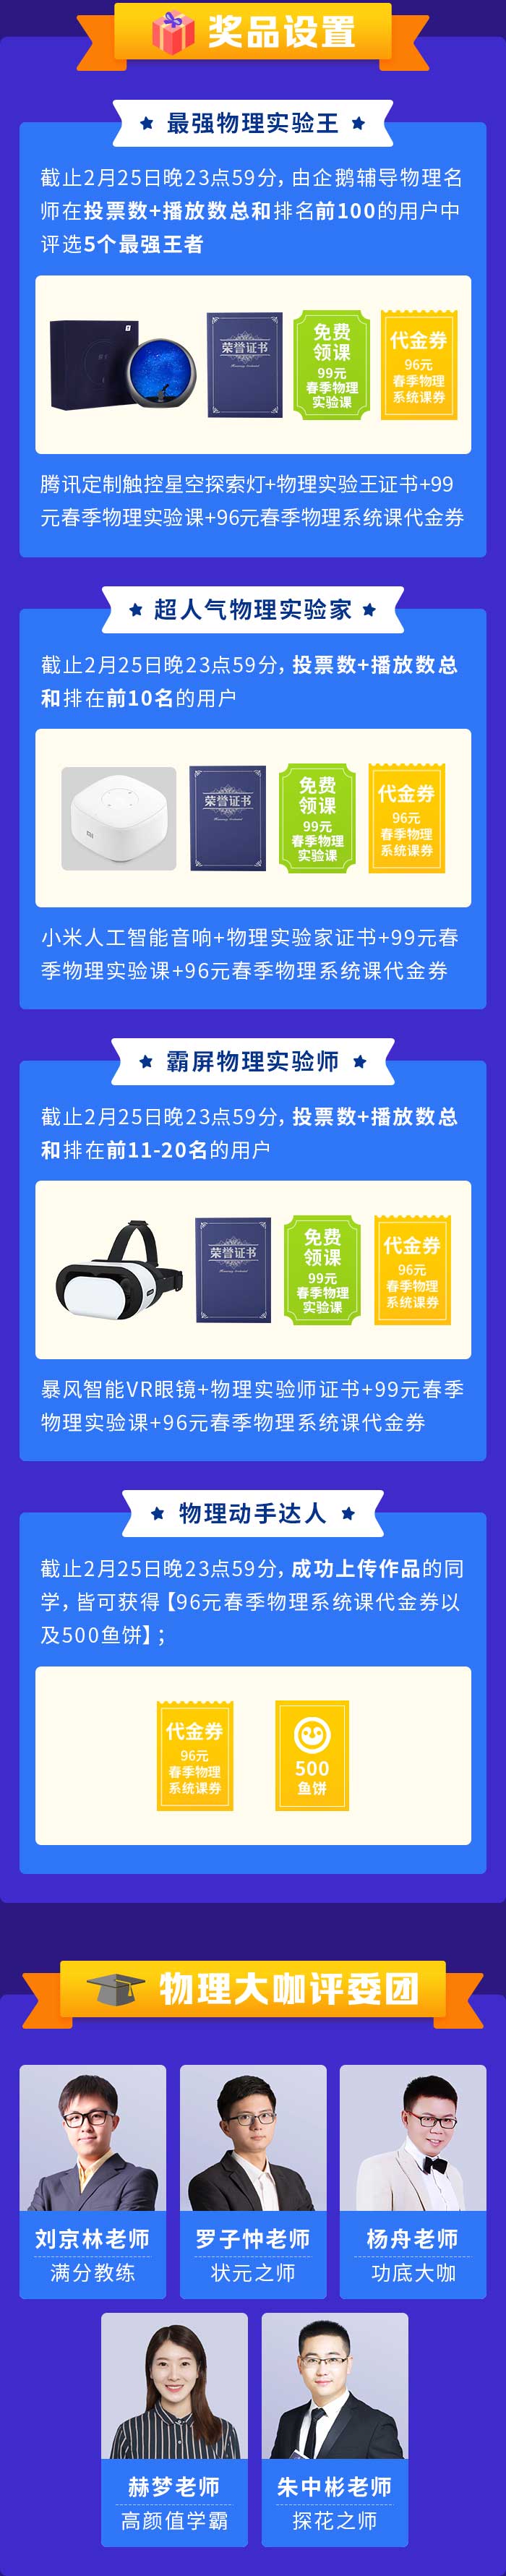 奖品设置
最强物理实验王
截止2月25日晚23点59分，由企鹅辅导物理名
师在投票数+播放数总和排名前100的用户中
评选5个最强王者
荣誉证书
免费
领课
99元
春季物理
实验课
代金券
96元
春季物理
系统课券
腾讯定制触控星空探索灯+物理实验王证书+99
元春季物理实验课+96元春季物理系统课代金券
超人气物理实验家
截止2月25日晚23点59分，投票数+播放数总
和排在前10名的用户
荣誉证书
免费
领课
99元
春季物理
实验课
代金券
96元
春季物理
系统课券
小米人工智能音响+物理实验家证书+99元春
季物理实验课+96元春季物理系统课代金券
霸屏物理实验师
截止2月25日晚23点59分，投票数+播放数总
和排在前11-20名的用户
荣誉证书
免费
领课
99元
春季物理
实验课
代金券
96元
春季物理
系统课券
暴风智能VR眼镜+物理实验师证书+99元春季
物理实验课+96元春季物理系统课代金券
物理动手达人
截止2月25日晚23点59分，成功上传作品的同
学，皆可获得【96元春季物理系统课代金券以
及500鱼饼】；
代金券
96元
春季物理
系统课券
500
鱼饼
物理大咖评委团
刘京林老师
满分教练
罗子忡老师
状元之师
杨舟老师
功底大咖
赫梦老师
高颜值学霸
朱中彬老师
探花之师